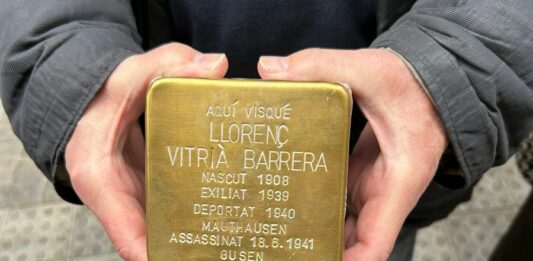 AQUÍ VISQUÉ
LLORENÇ
VITRIÀ BARRERA
NASCUT 1908
EXILIAT 1939
DEPORTAT 1940
MAUTHAUSEN
ASSASSINAT 18.6.1941
GUSEN